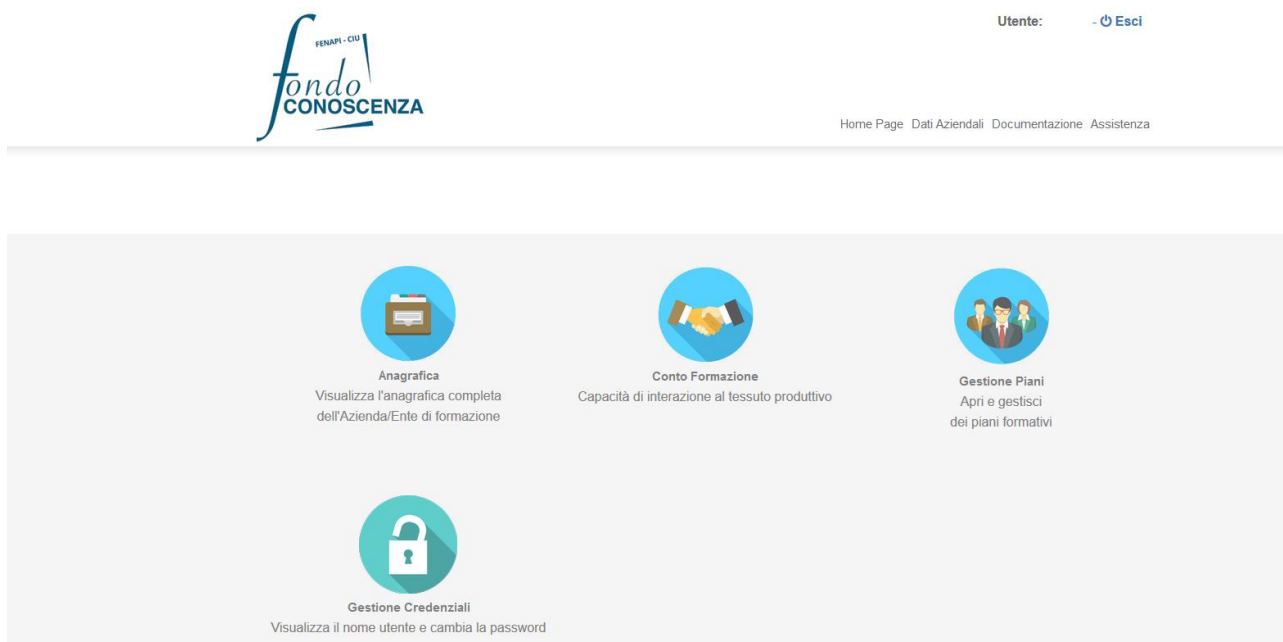 Utente: - Esci
FENAPI - CIU
fondo
CONOSCENZA
Home Page Dati Aziendali Documentazione Assistenza
Anagrafica
Visualizza l'anagrafica completa
dell'Azienda/Ente di formazione
Conto Formazione
Capacità di interazione al tessuto produttivo
Gestione Piani
Apri e gestisci
dei piani formativi
Gestione Credenziali
Visualizza il nome utente e cambia la password